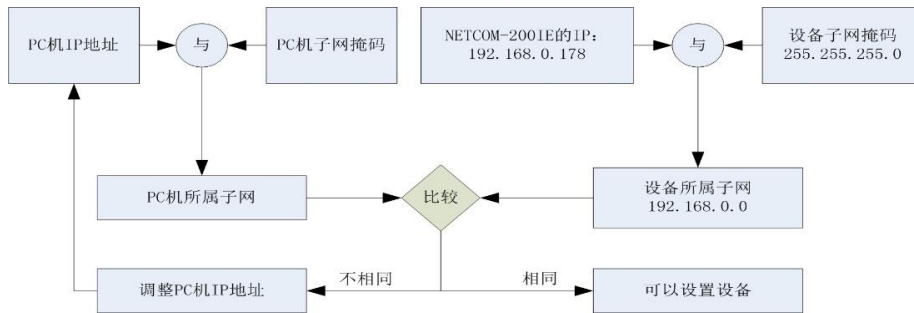 PC机IP地址
与
PC机子网掩码
NETCOM-200IE的IP：
192.168.0.178
与
设备子网掩码
255.255.255.0
PC机所属子网
比较
设备所属子网
192.168.0.0
调整PC机IP地址
不相同
相同
可以设置设备